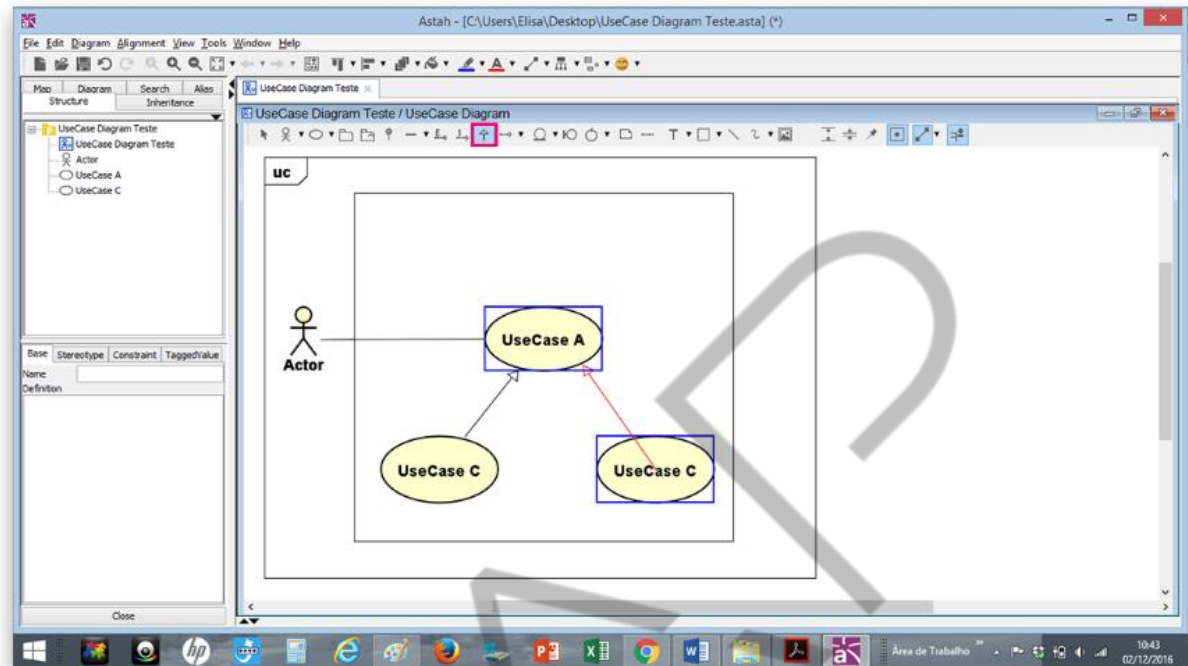 Astah - [C:\Users\Elisa\Desktop\UseCase Diagram Teste.asta] (*)
File Edit Diagram Alignment View Tools Window Help
Map Diagram Search Alias
Structure Inheritance
UseCase Diagram Teste
UseCase Diagram Teste
Actor
UseCase A
UseCase C
UseCase Diagram Teste
UseCase Diagram Teste / UseCase Diagram
uc
Actor
UseCase A
UseCase C
UseCase C
Base Stereotype Constraint TaggedValue
Name
Definition
Close
Área de Trabalho
10:43
02/12/2016